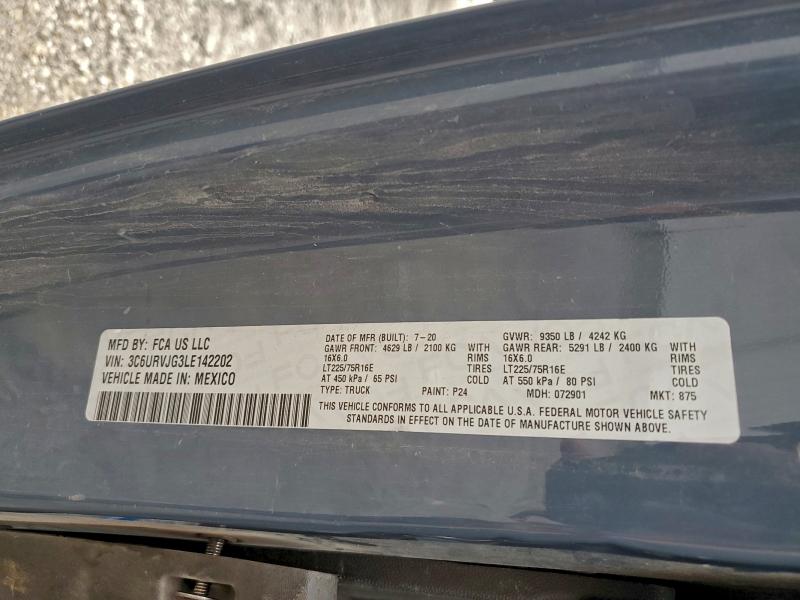 MFD BY: FCA US LLC
VIN: 3C6URVJG3LE142202
VEHICLE MADE IN: MEXICO
DATE OF MFR (BUILT): 7-20 GVWR: 9350 LB / 4242 KG
GAWR FRONT: 4629 LB / 2100 KG WITH GAWR REAR: 5291 LB / 2400 KG WITH
16X6.0 RIMS 16X6.0 RIMS
LT225/75R16E TIRES LT225/75R16E TIRES
AT 450 kPa / 65 PSI COLD AT 550 kPa / 80 PSI COLD
TYPE: TRUCK PAINT: P24 MDH: 072901 MKT: 875
THIS VEHICLE CONFORMS TO ALL APPLICABLE U.S.A. FEDERAL MOTOR VEHICLE SAFETY
STANDARDS IN EFFECT ON THE DATE OF MANUFACTURE SHOWN ABOVE.